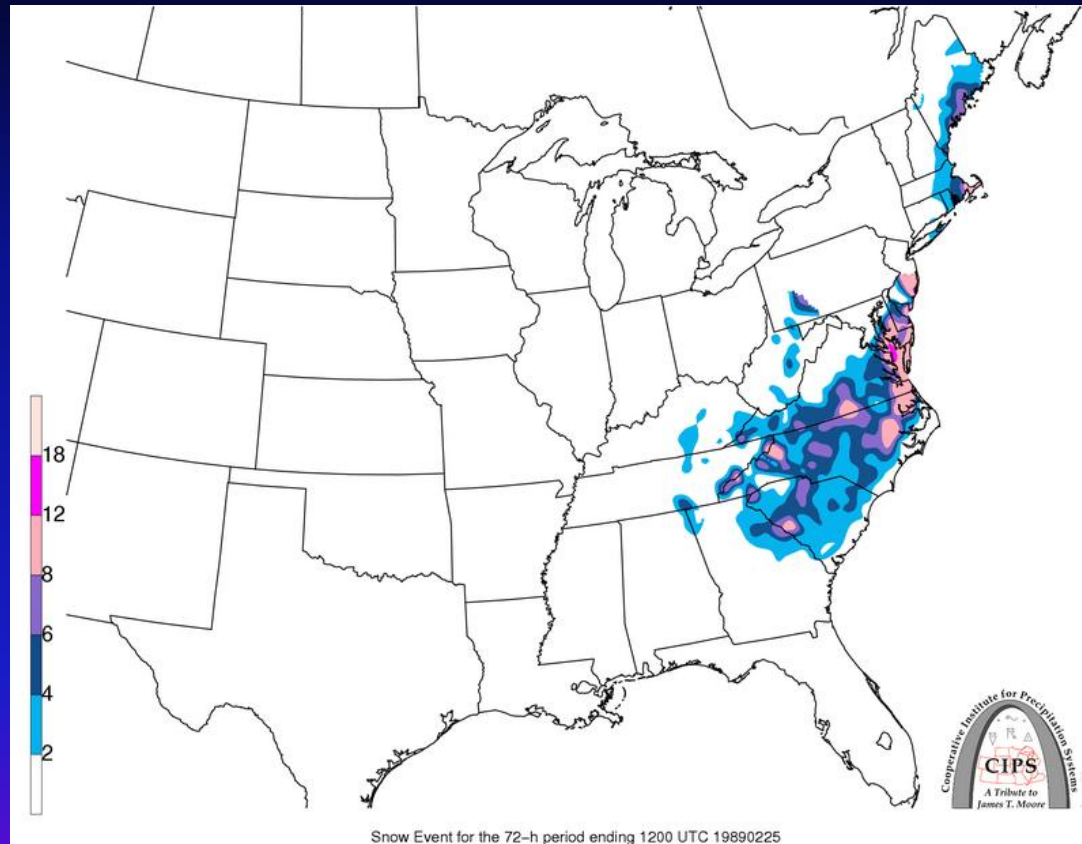 18
12
8
6
4
2
Cooperative Institute for Precipitation Systems
CIPS
A Tribute to
James T. Moore
Snow Event for the 72-h period ending 1200 UTC 19890225